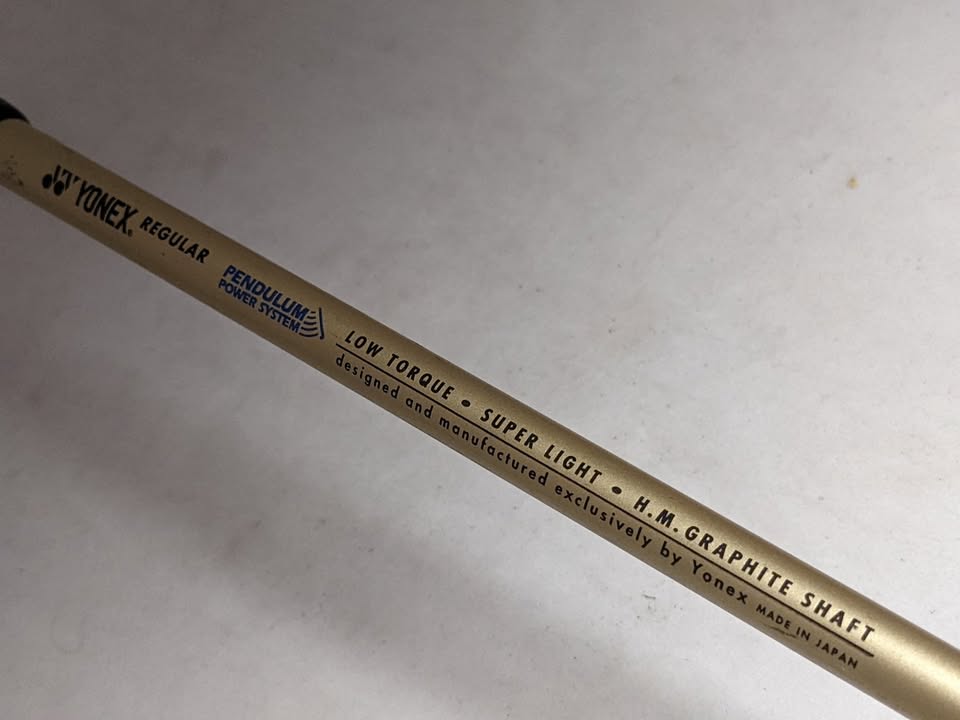 YONEX® REGULAR
PENDULUM
POWER SYSTEM
LOW TORQUE • SUPER LIGHT • H.M. GRAPHITE SHAFT
designed and manufactured exclusively by Yonex MADE IN JAPAN